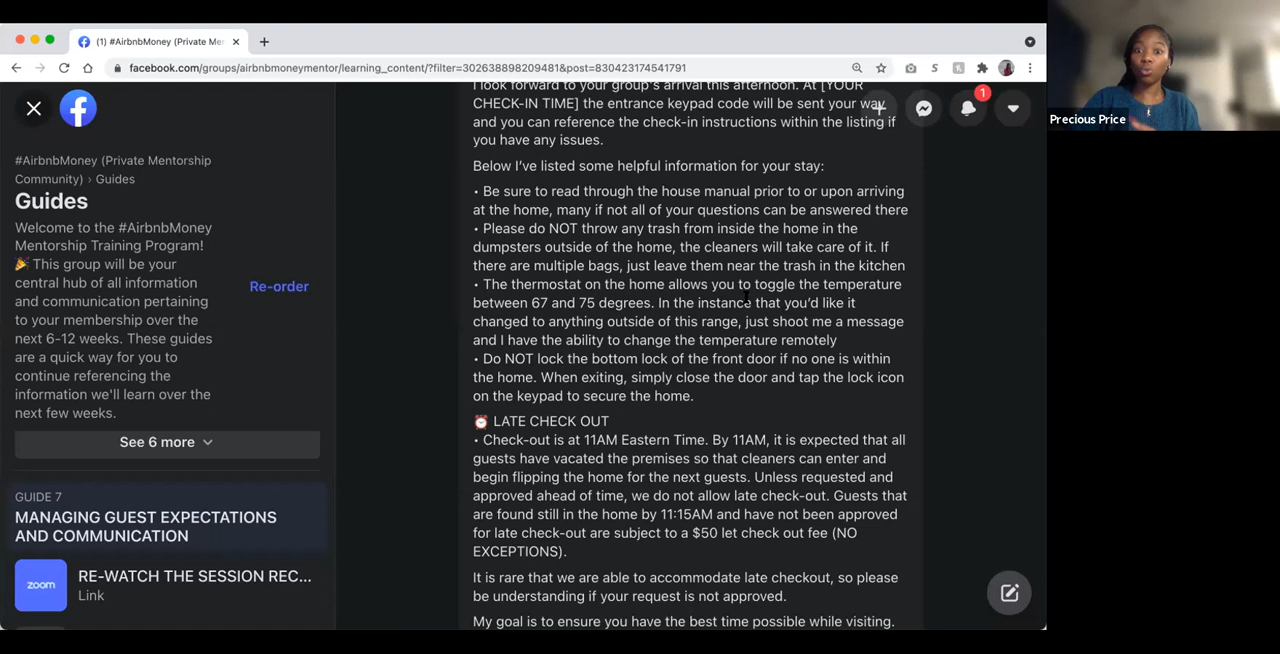 (1) #AirbnbMoney (Private Mer
facebook.com/groups/airbnbmoneymentor/learning_content/?filter=302638898209481&post=830423174541791
Precious Price
1
#AirbnbMoney (Private Mentorship
Community) › Guides
Guides
Welcome to the #AirbnbMoney
Mentorship Training Program!
🎉 This group will be your
central hub of all information
and communication pertaining
to your membership over the
next 6-12 weeks. These guides
are a quick way for you to
continue referencing the
information we'll learn over the
next few weeks.
Re-order
See 6 more
GUIDE 7
MANAGING GUEST EXPECTATIONS
AND COMMUNICATION
zoom
RE-WATCH THE SESSION REC...
Link
I look forward to your group's arrival this afternoon. At [YOUR
CHECK-IN TIME] the entrance keypad code will be sent your way
and you can reference the check-in instructions within the listing if
you have any issues.
Below I've listed some helpful information for your stay:
• Be sure to read through the house manual prior to or upon arriving
at the home, many if not all of your questions can be answered there
• Please do NOT throw any trash from inside the home in the
dumpsters outside of the home, the cleaners will take care of it. If
there are multiple bags, just leave them near the trash in the kitchen
• The thermostat on the home allows you to toggle the temperature
between 67 and 75 degrees. In the instance that you'd like it
changed to anything outside of this range, just shoot me a message
and I have the ability to change the temperature remotely
• Do NOT lock the bottom lock of the front door if no one is within
the home. When exiting, simply close the door and tap the lock icon
on the keypad to secure the home.
⏰ LATE CHECK OUT
• Check-out is at 11AM Eastern Time. By 11AM, it is expected that all
guests have vacated the premises so that cleaners can enter and
begin flipping the home for the next guests. Unless requested and
approved ahead of time, we do not allow late check-out. Guests that
are found still in the home by 11:15AM and have not been approved
for late check-out are subject to a $50 let check out fee (NO
EXCEPTIONS).
It is rare that we are able to accommodate late checkout, so please
be understanding if your request is not approved.
My goal is to ensure you have the best time possible while visiting.